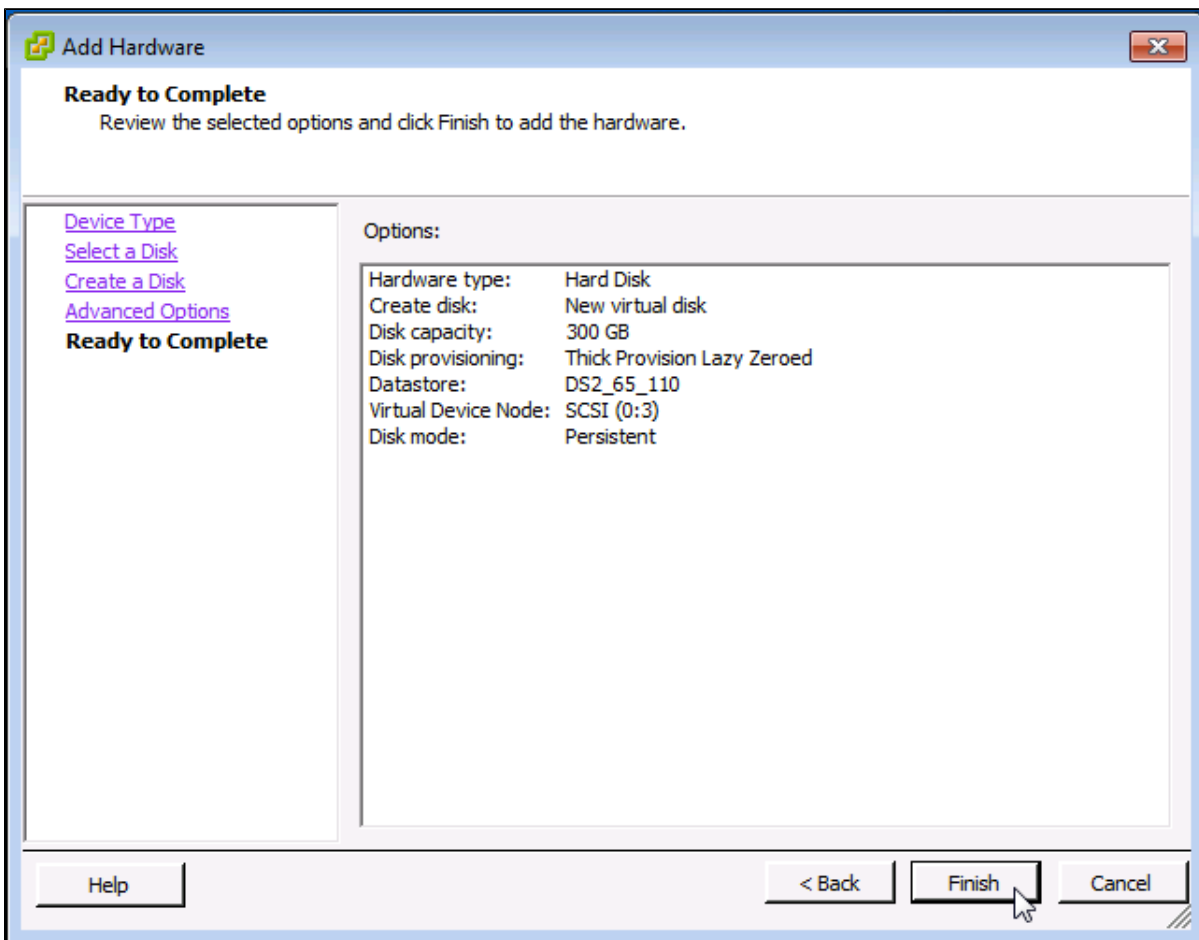 Add Hardware
Ready to Complete
Review the selected options and click Finish to add the hardware.
Device Type
Select a Disk
Create a Disk
Advanced Options
Ready to Complete
Options:
Hardware type: Hard Disk
Create disk: New virtual disk
Disk capacity: 300 GB
Disk provisioning: Thick Provision Lazy Zeroed
Datastore: DS2_65_110
Virtual Device Node: SCSI (0:3)
Disk mode: Persistent
Help
< Back
Finish
Cancel